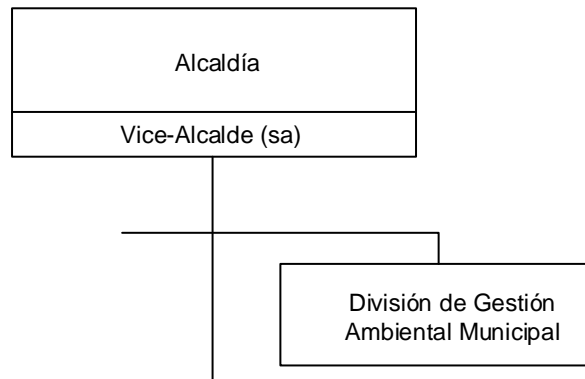 Alcaldía
Vice-Alcalde (sa)
División de Gestión
Ambiental Municipal